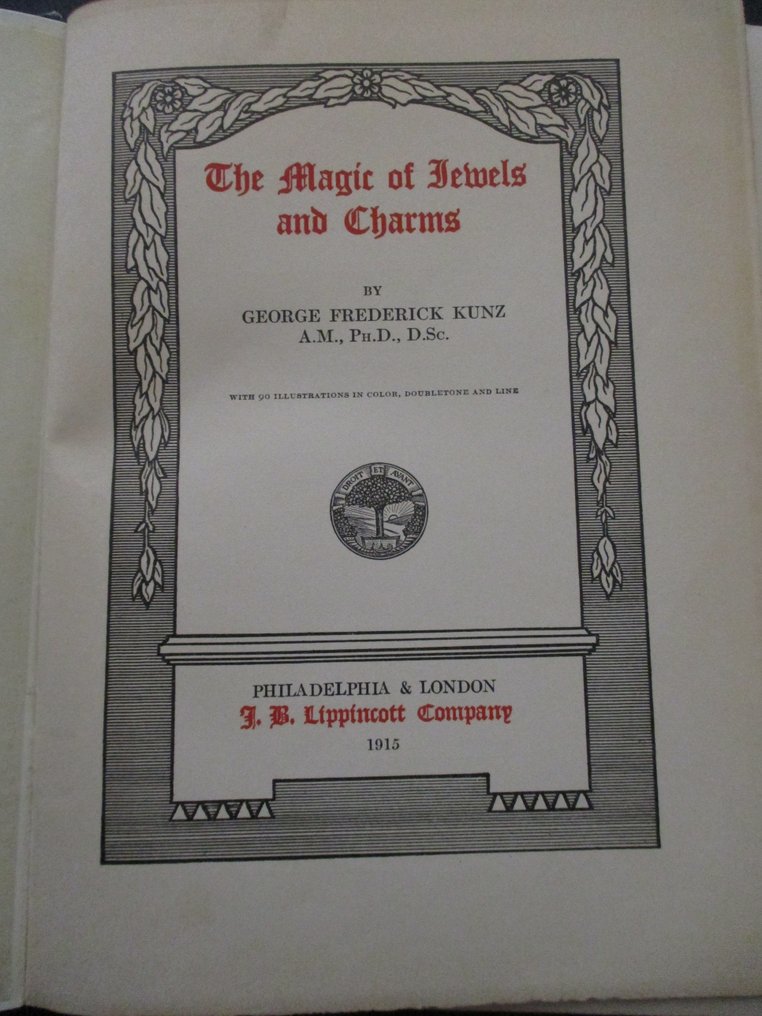 The Magic of Jewels
and Charms
BY
GEORGE FREDERICK KUNZ
A.M., PH.D., D.SC.
WITH 90 ILLUSTRATIONS IN COLOR, DOUBLETONE AND LINE
DROIT ET AVANT
PHILADELPHIA & LONDON
J. B. Lippincott Company
1915